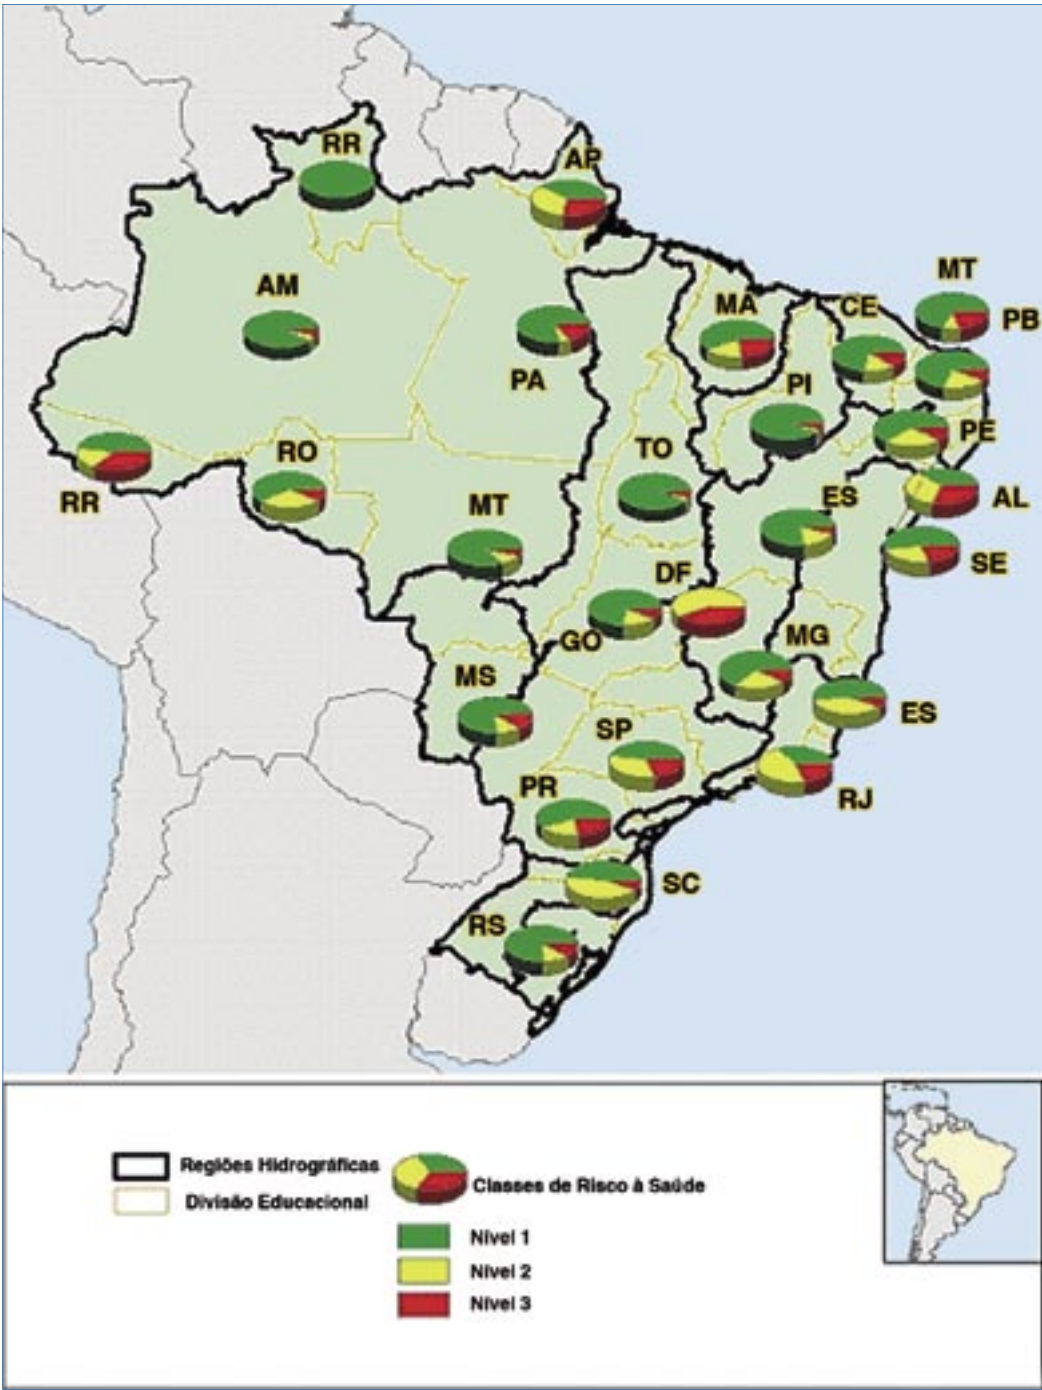 RR
AP
AM
MT
MA
CE
PB
PA
PI
RO
TO
PE
RR
MT
ES
AL
SE
DF
GO
MG
MS
ES
SP
PR
RJ
SC
RS
Regiões Hidrográficas
Divisão Educacional
Classes de Risco à Saúde
Nível 1
Nível 2
Nível 3